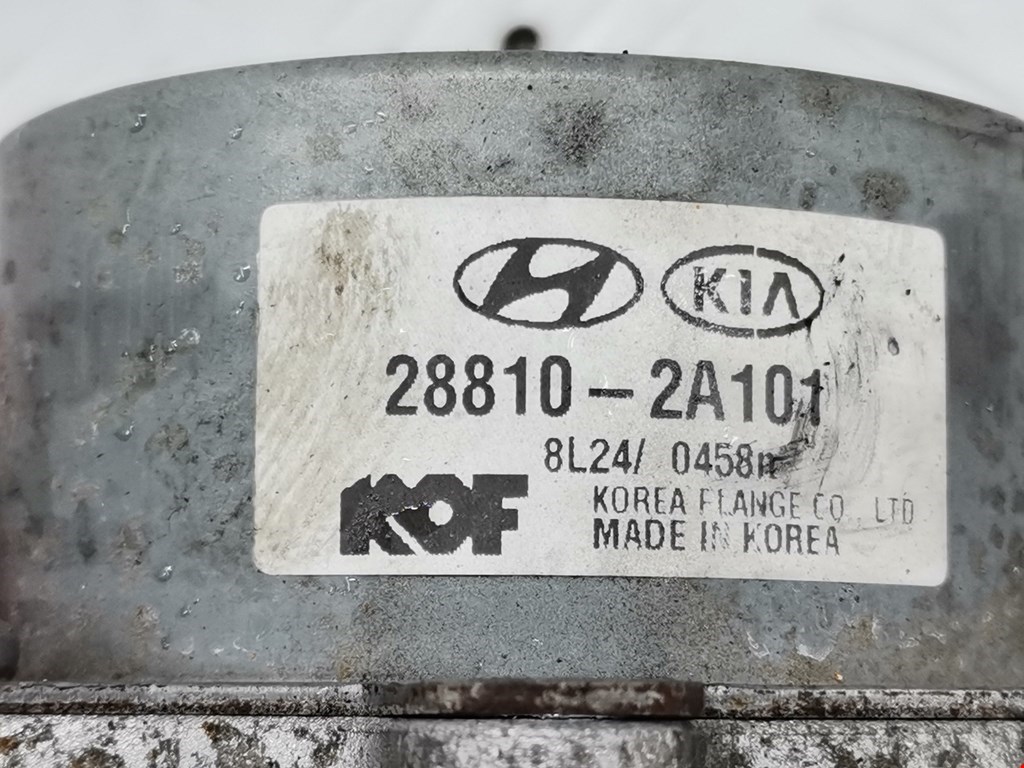 KIA
28810-2A101
8L24/ 0458
KOF
KOREA FLANGE CO., LTD
MADE IN KOREA